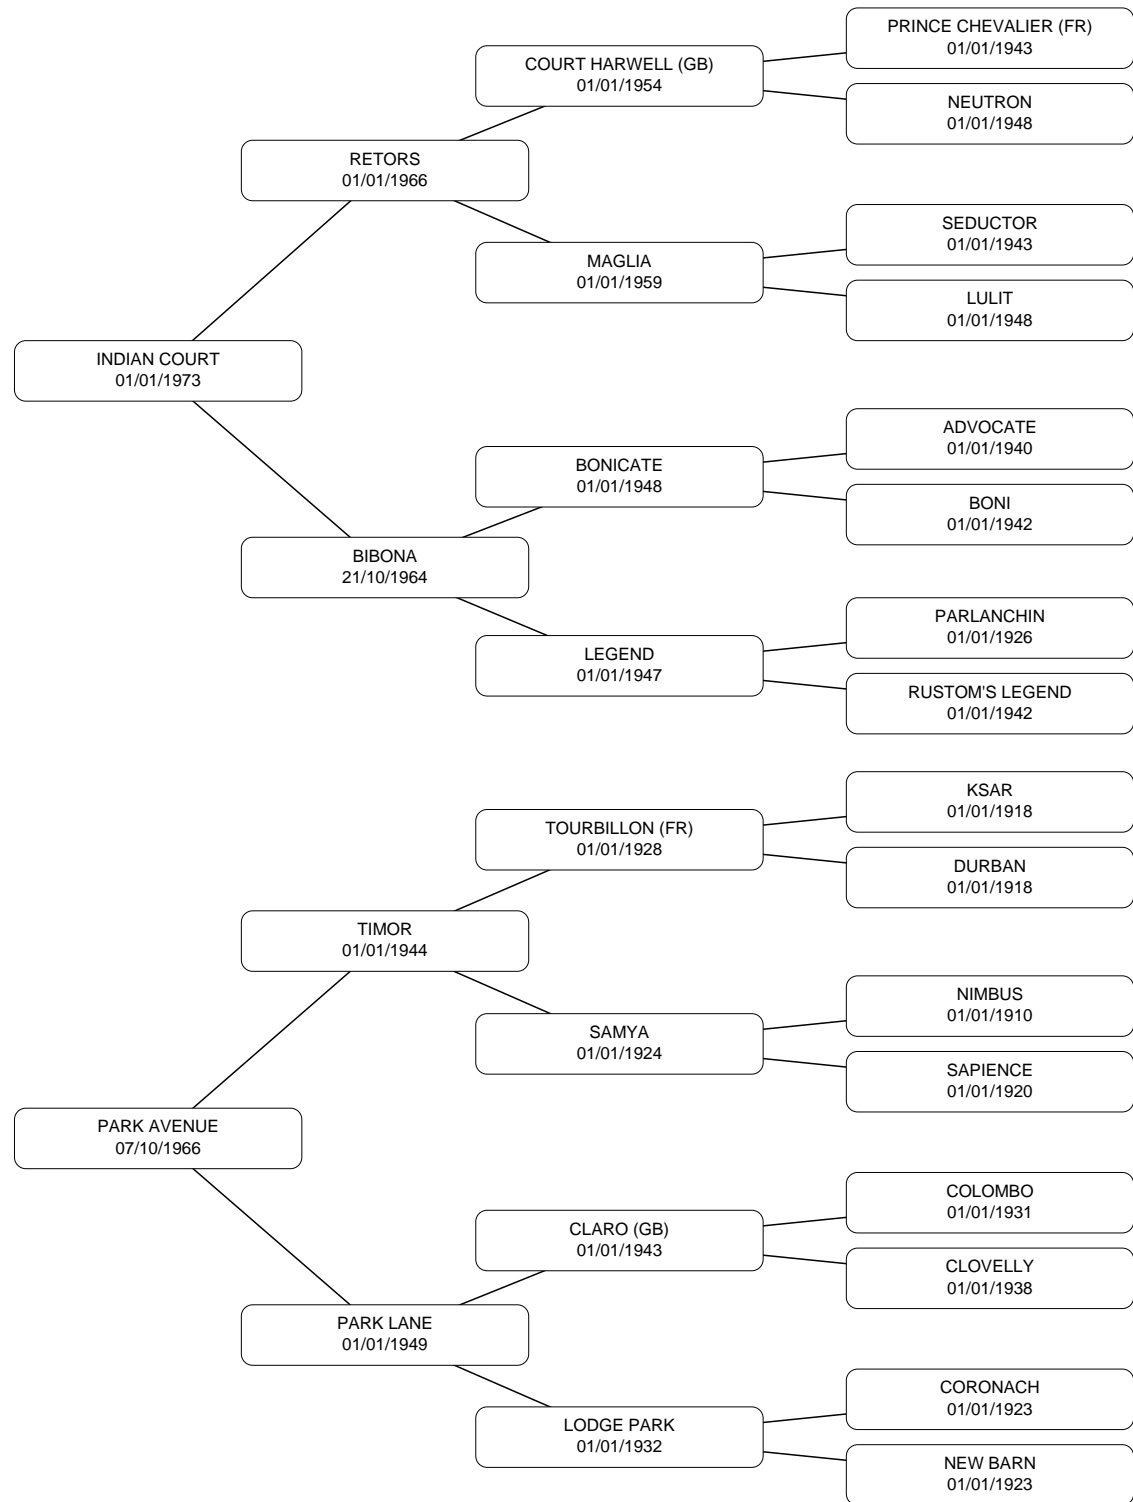 PRINCE CHEVALIER (FR)
01/01/1943
COURT HARWELL (GB)
01/01/1954
NEUTRON
01/01/1948
RETORS
01/01/1966
SEDUCTOR
01/01/1943
MAGLIA
01/01/1959
LULIT
01/01/1948
INDIAN COURT
01/01/1973
ADVOCATE
01/01/1940
BONICATE
01/01/1948
BONI
01/01/1942
BIBONA
21/10/1964
PARLANCHIN
01/01/1926
LEGEND
01/01/1947
RUSTOM'S LEGEND
01/01/1942
KSAR
01/01/1918
TOURBILLON (FR)
01/01/1928
DURBAN
01/01/1918
TIMOR
01/01/1944
NIMBUS
01/01/1910
SAMYA
01/01/1924
SAPIENCE
01/01/1920
PARK AVENUE
07/10/1966
COLOMBO
01/01/1931
CLARO (GB)
01/01/1943
CLOVELLY
01/01/1938
PARK LANE
01/01/1949
CORONACH
01/01/1923
LODGE PARK
01/01/1932
NEW BARN
01/01/1923